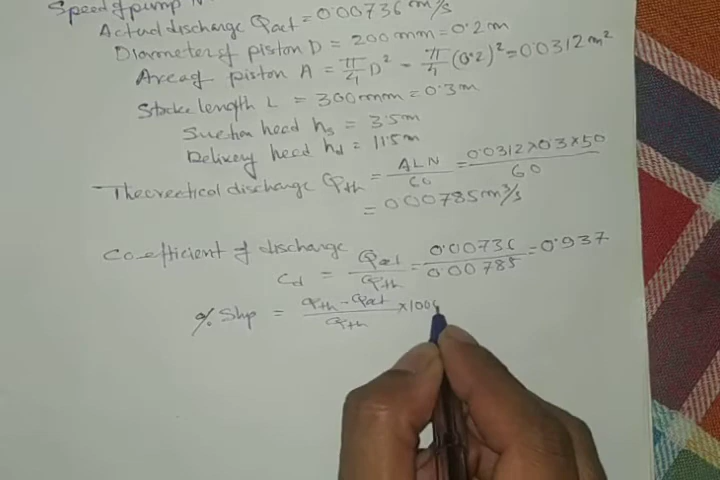 Speed of pump N
Actual discharge Qact = 0.00736 m³/s
Diameter of piston D = 200 mm = 0.2 m
Area of piston A = π/4 D² = π/4 (0.2)² = 0.0312 m²
Stroke length L = 300 mm = 0.3 m
Suction head hs = 3.5 m
Delivery head hd = 11.5 m
Theoretical discharge Qth = ALN/60 = 0.0312×0.3×50/60
= 0.00785 m³/s
Coefficient of discharge
Cd = Qact/Qth = 0.00736/0.00785 = 0.937
% Slip = Qth - Qact/Qth × 100